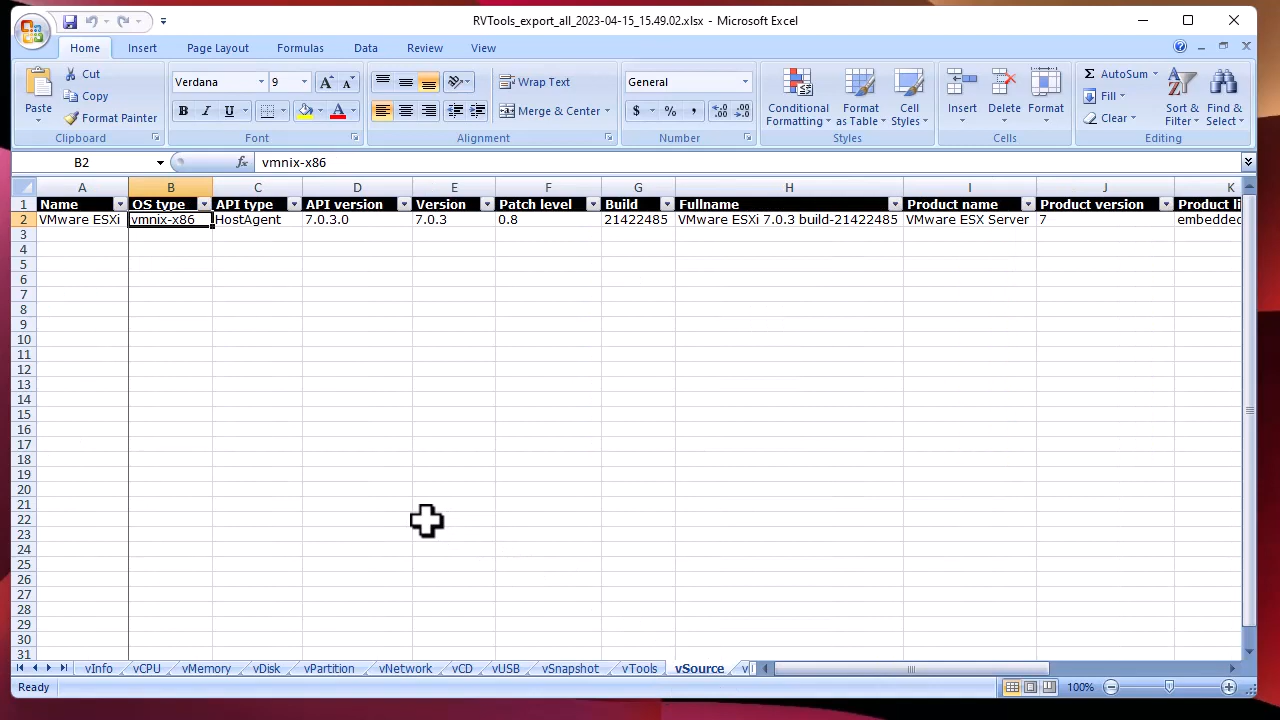 RVTools_export_all_2023-04-15_15.49.02.xlsx - Microsoft Excel
Home Insert Page Layout Formulas Data Review View
Paste
Cut
Copy
Format Painter
Clipboard
Verdana 9
B I U
Font
Wrap Text
Merge & Center
Alignment
General
$ % ,
Number
Conditional Formatting
Format as Table
Cell Styles
Styles
Insert Delete Format
Cells
Σ AutoSum
Fill
Clear
Sort & Filter
Find & Select
Editing
B2 fx vmnix-x86
A B C D E F G H I J K
1 Name OS type API type API version Version Patch level Build Fullname Product name Product version Product li
2 VMware ESXi vmnix-x86 HostAgent 7.0.3.0 7.0.3 0.8 21422485 VMware ESXi 7.0.3 build-21422485 VMware ESX Server 7 embedded
3
4
5
6
7
8
9
10
11
12
13
14
15
16
17
18
19
20
21
22
23
24
25
26
27
28
29
30
31
vInfo vCPU vMemory vDisk vPartition vNetwork vCD vUSB vSnapshot vTools vSource v
Ready 100%